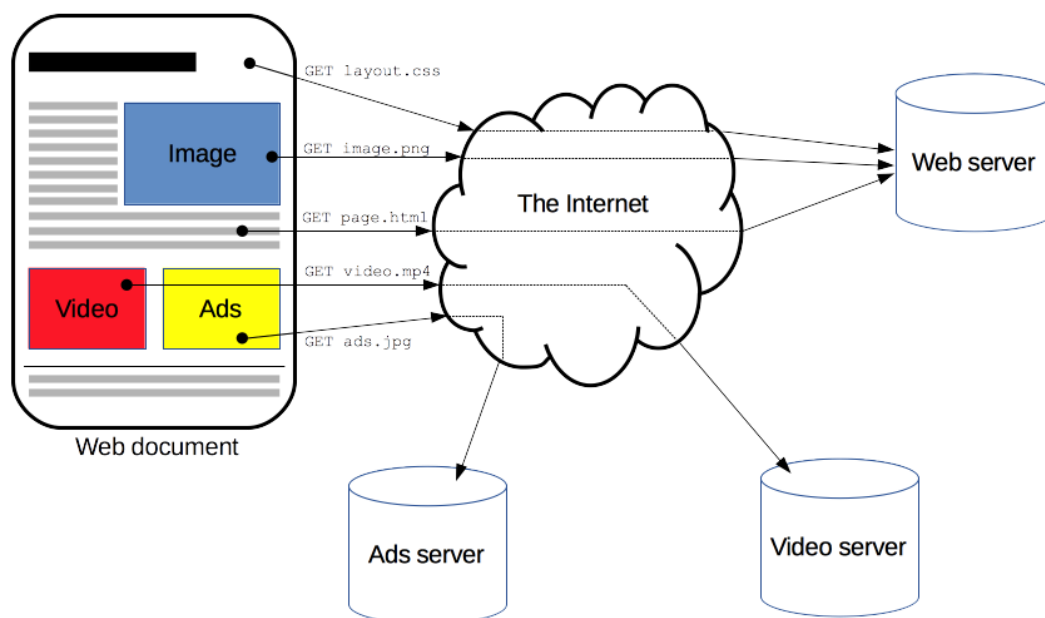 GET layout.css
Image
GET image.png
The Internet
Web server
GET page.html
GET video.mp4
Video
Ads
GET ads.jpg
Web document
Ads server
Video server